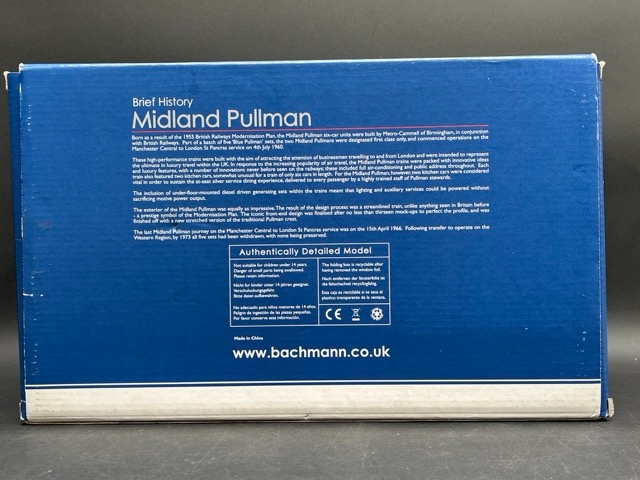 Brief History
Midland Pullman
Born as a result of the 1955 British Railways Modernisation Plan, the Midland Pullman six-car units were built by Metro-Cammell of Birmingham, in conjunction
with British Railways. Part of a batch of five 'Blue Pullman' sets, the two Midland Pullmans were designated first class only, and commenced operations on the
Manchester Central to London St Pancras service on 4th July 1960.
These high-performance trains were built with the aim of attracting the attention of businessmen travelling to and from London and were intended to represent
the ultimate in luxury travel within the UK. In response to the increasing popularity of air travel, the Midland Pullman trains were packed with innovative ideas
and luxury features, with a number of innovations never before seen on the railways; these included full air-conditioning and public address throughout. Each
train also featured two kitchen cars, somewhat unusual for a train of only six cars in length. For the Midland Pullman, however, two kitchen cars were considered
vital in order to sustain the at-seat silver service dining experience, delivered to every passenger by a highly trained staff of Pullman stewards.
The inclusion of under-floor-mounted diesel driven generating sets within the trains meant that lighting and auxiliary services could be powered without
sacrificing motive power output.
The exterior of the Midland Pullman was equally as impressive. The result of the design process was a streamlined train, unlike anything seen in Britain before
- a prestige symbol of the Modernisation Plan. The iconic front-end design was finalised after no less than thirteen mock-ups to perfect the profile, and was
finished off with a new stretched version of the traditional Pullman crest.
The last Midland Pullman journey on the Manchester Central to London St Pancras service was on the 15th April 1966. Following transfer to operate on the
Western Region, by 1973 all five sets had been withdrawn, with none being preserved.
Authentically Detailed Model
Not suitable for children under 14 years.
Danger of small parts being swallowed.
Please retain information.
Nicht fur kinder unter 14 jahren geeignet.
Verschluckungsgefahr.
Bitte daten aufbewahren.
No adecuado para niños menores de 14 años.
Peligro de ingestión de las piezas pequeñas.
Por favor conserve esta información.
The folding box is recyclable after
having removed the window foil.
Nach entfernen der fensterfolie ist
die faltschachtel recyclingfähig.
Esta caja es reciclable si se saca el
plastico transparente de la ventana.
CE
Made in China
www.bachmann.co.uk